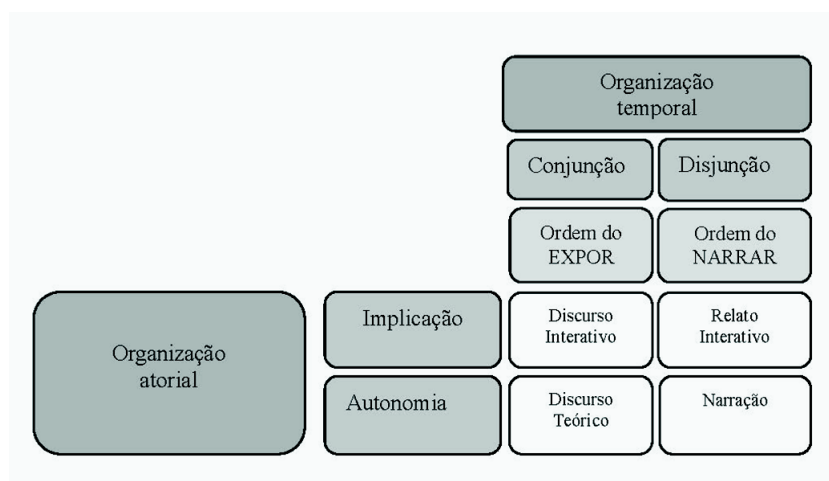 Organização
temporal
Conjunção
Disjunção
Ordem do
EXPOR
Ordem do
NARRAR
Organização
atorial
Implicação
Discurso
Interativo
Relato
Interativo
Autonomia
Discurso
Teórico
Narração